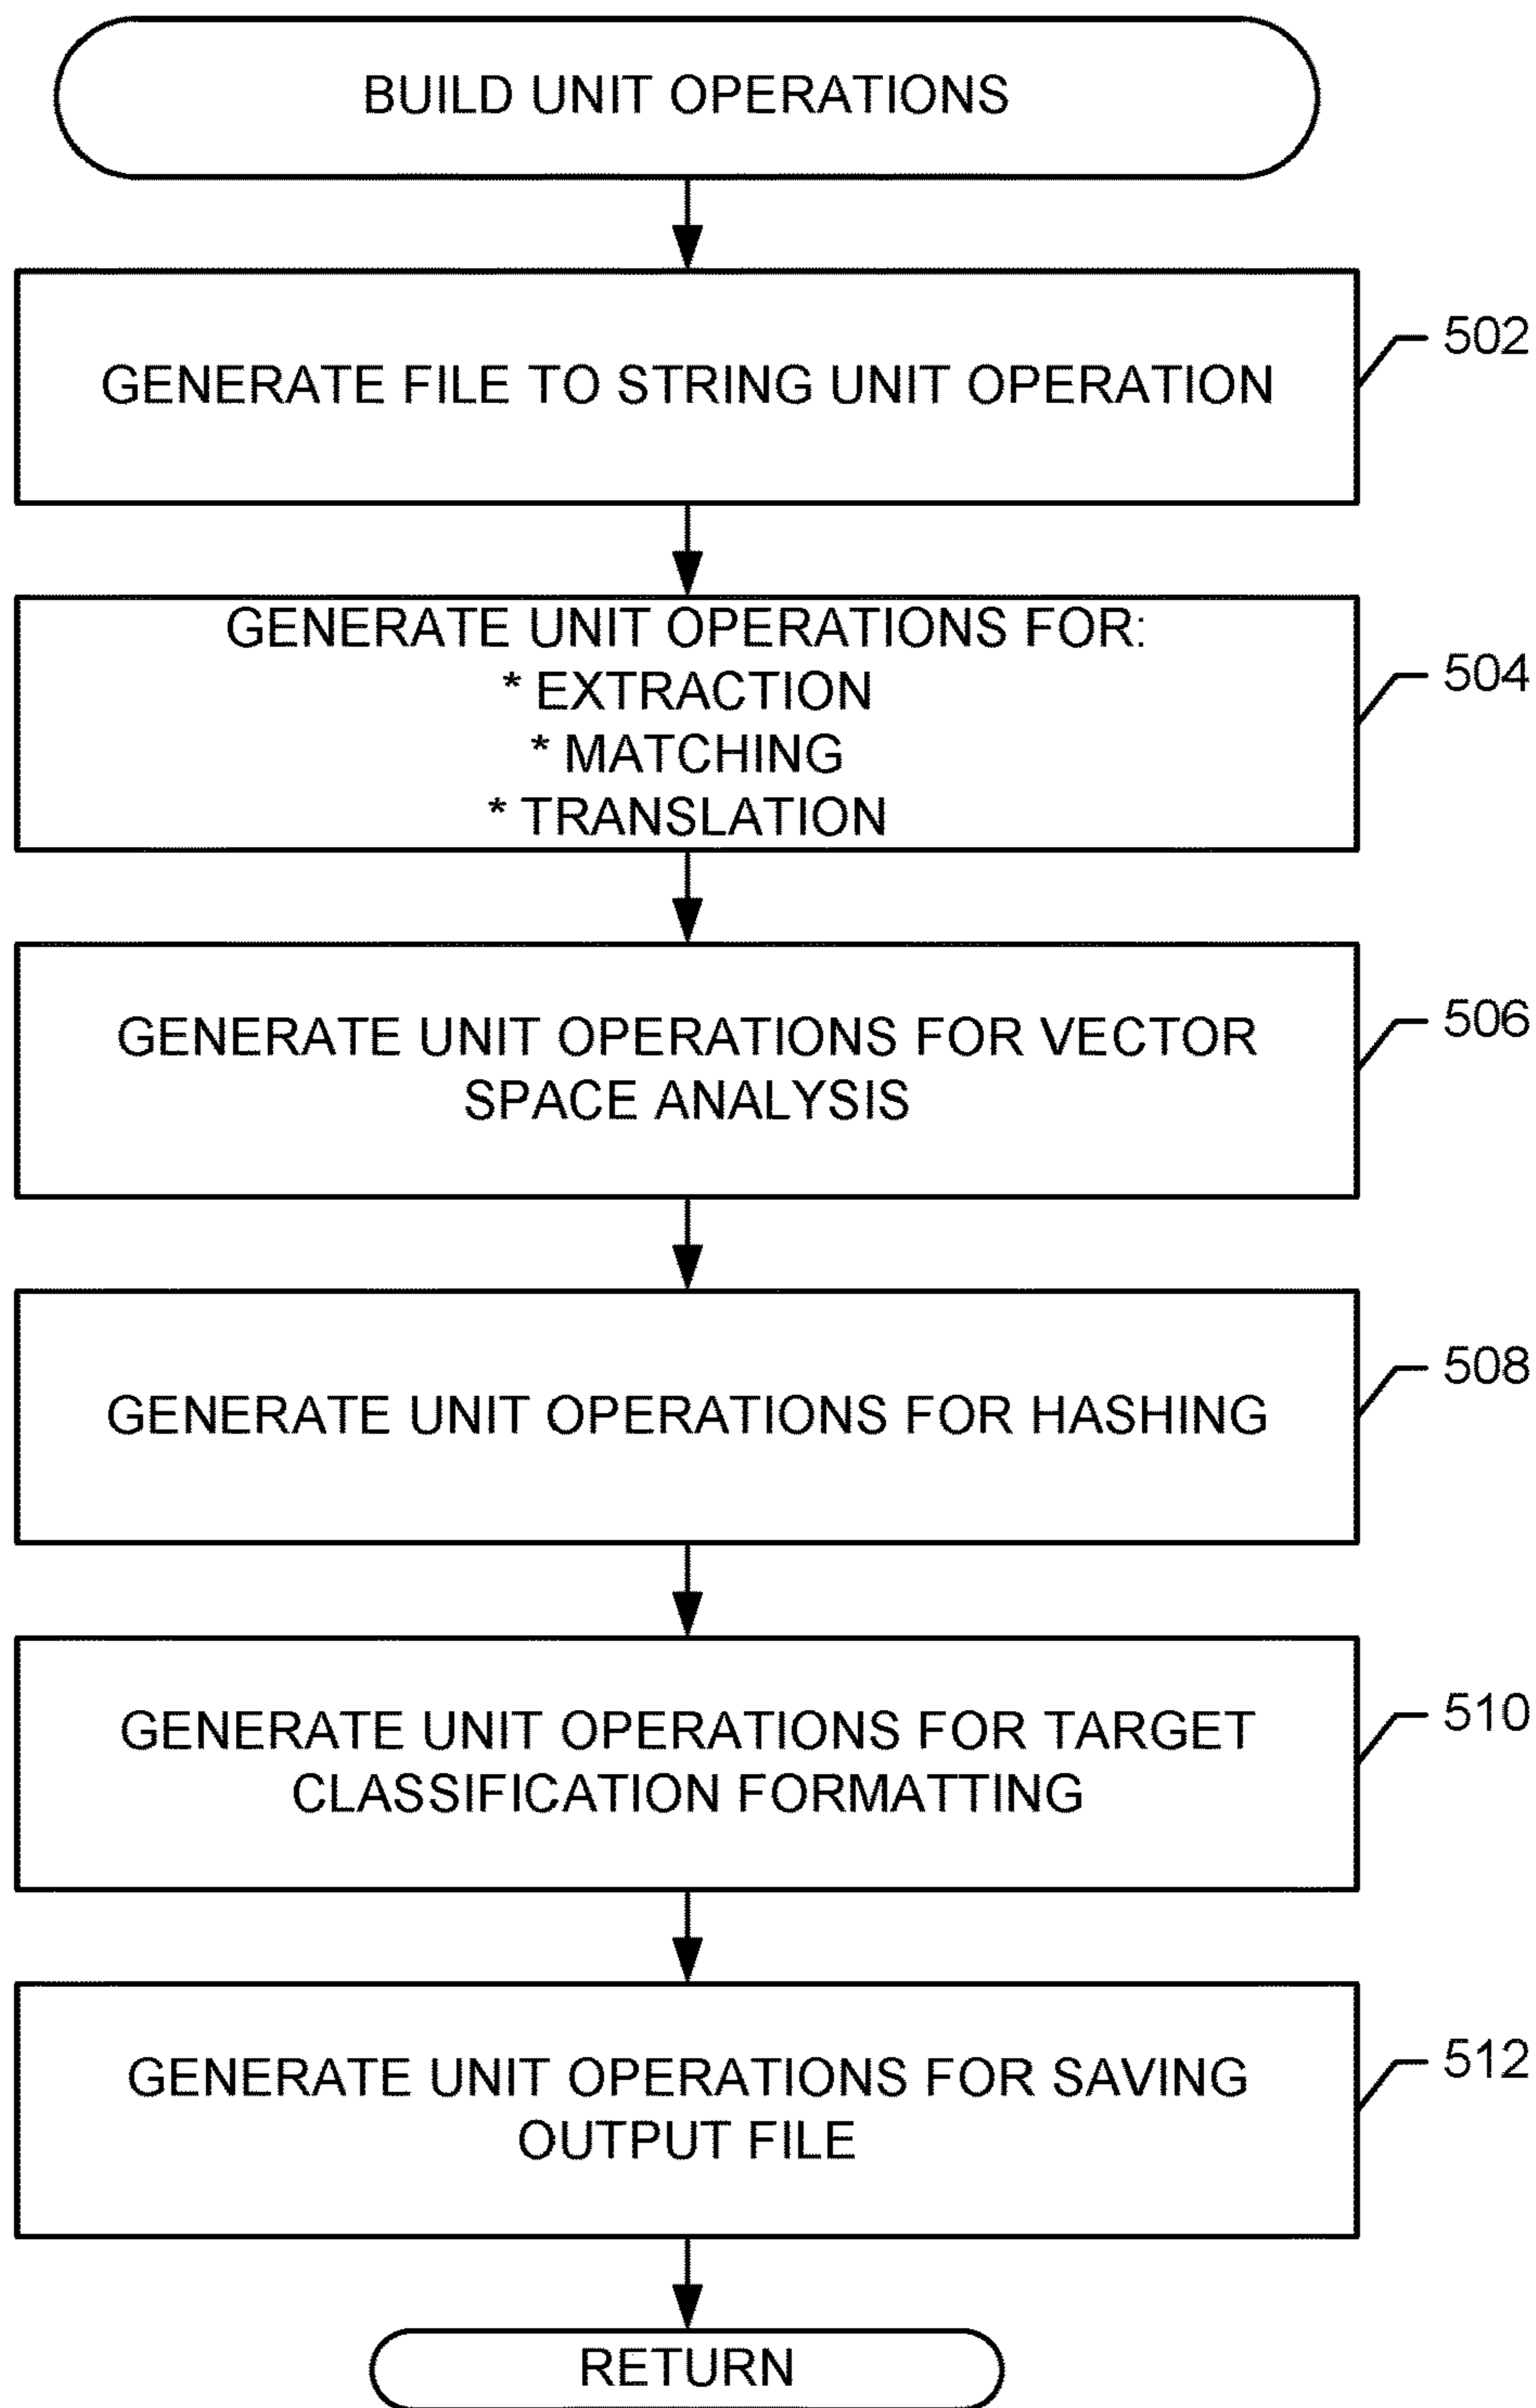 BUILD UNIT OPERATIONS
GENERATE FILE TO STRING UNIT OPERATION
502
GENERATE UNIT OPERATIONS FOR:
* EXTRACTION
* MATCHING
* TRANSLATION
504
GENERATE UNIT OPERATIONS FOR VECTOR
SPACE ANALYSIS
506
GENERATE UNIT OPERATIONS FOR HASHING
508
GENERATE UNIT OPERATIONS FOR TARGET
CLASSIFICATION FORMATTING
510
GENERATE UNIT OPERATIONS FOR SAVING
OUTPUT FILE
512
RETURN